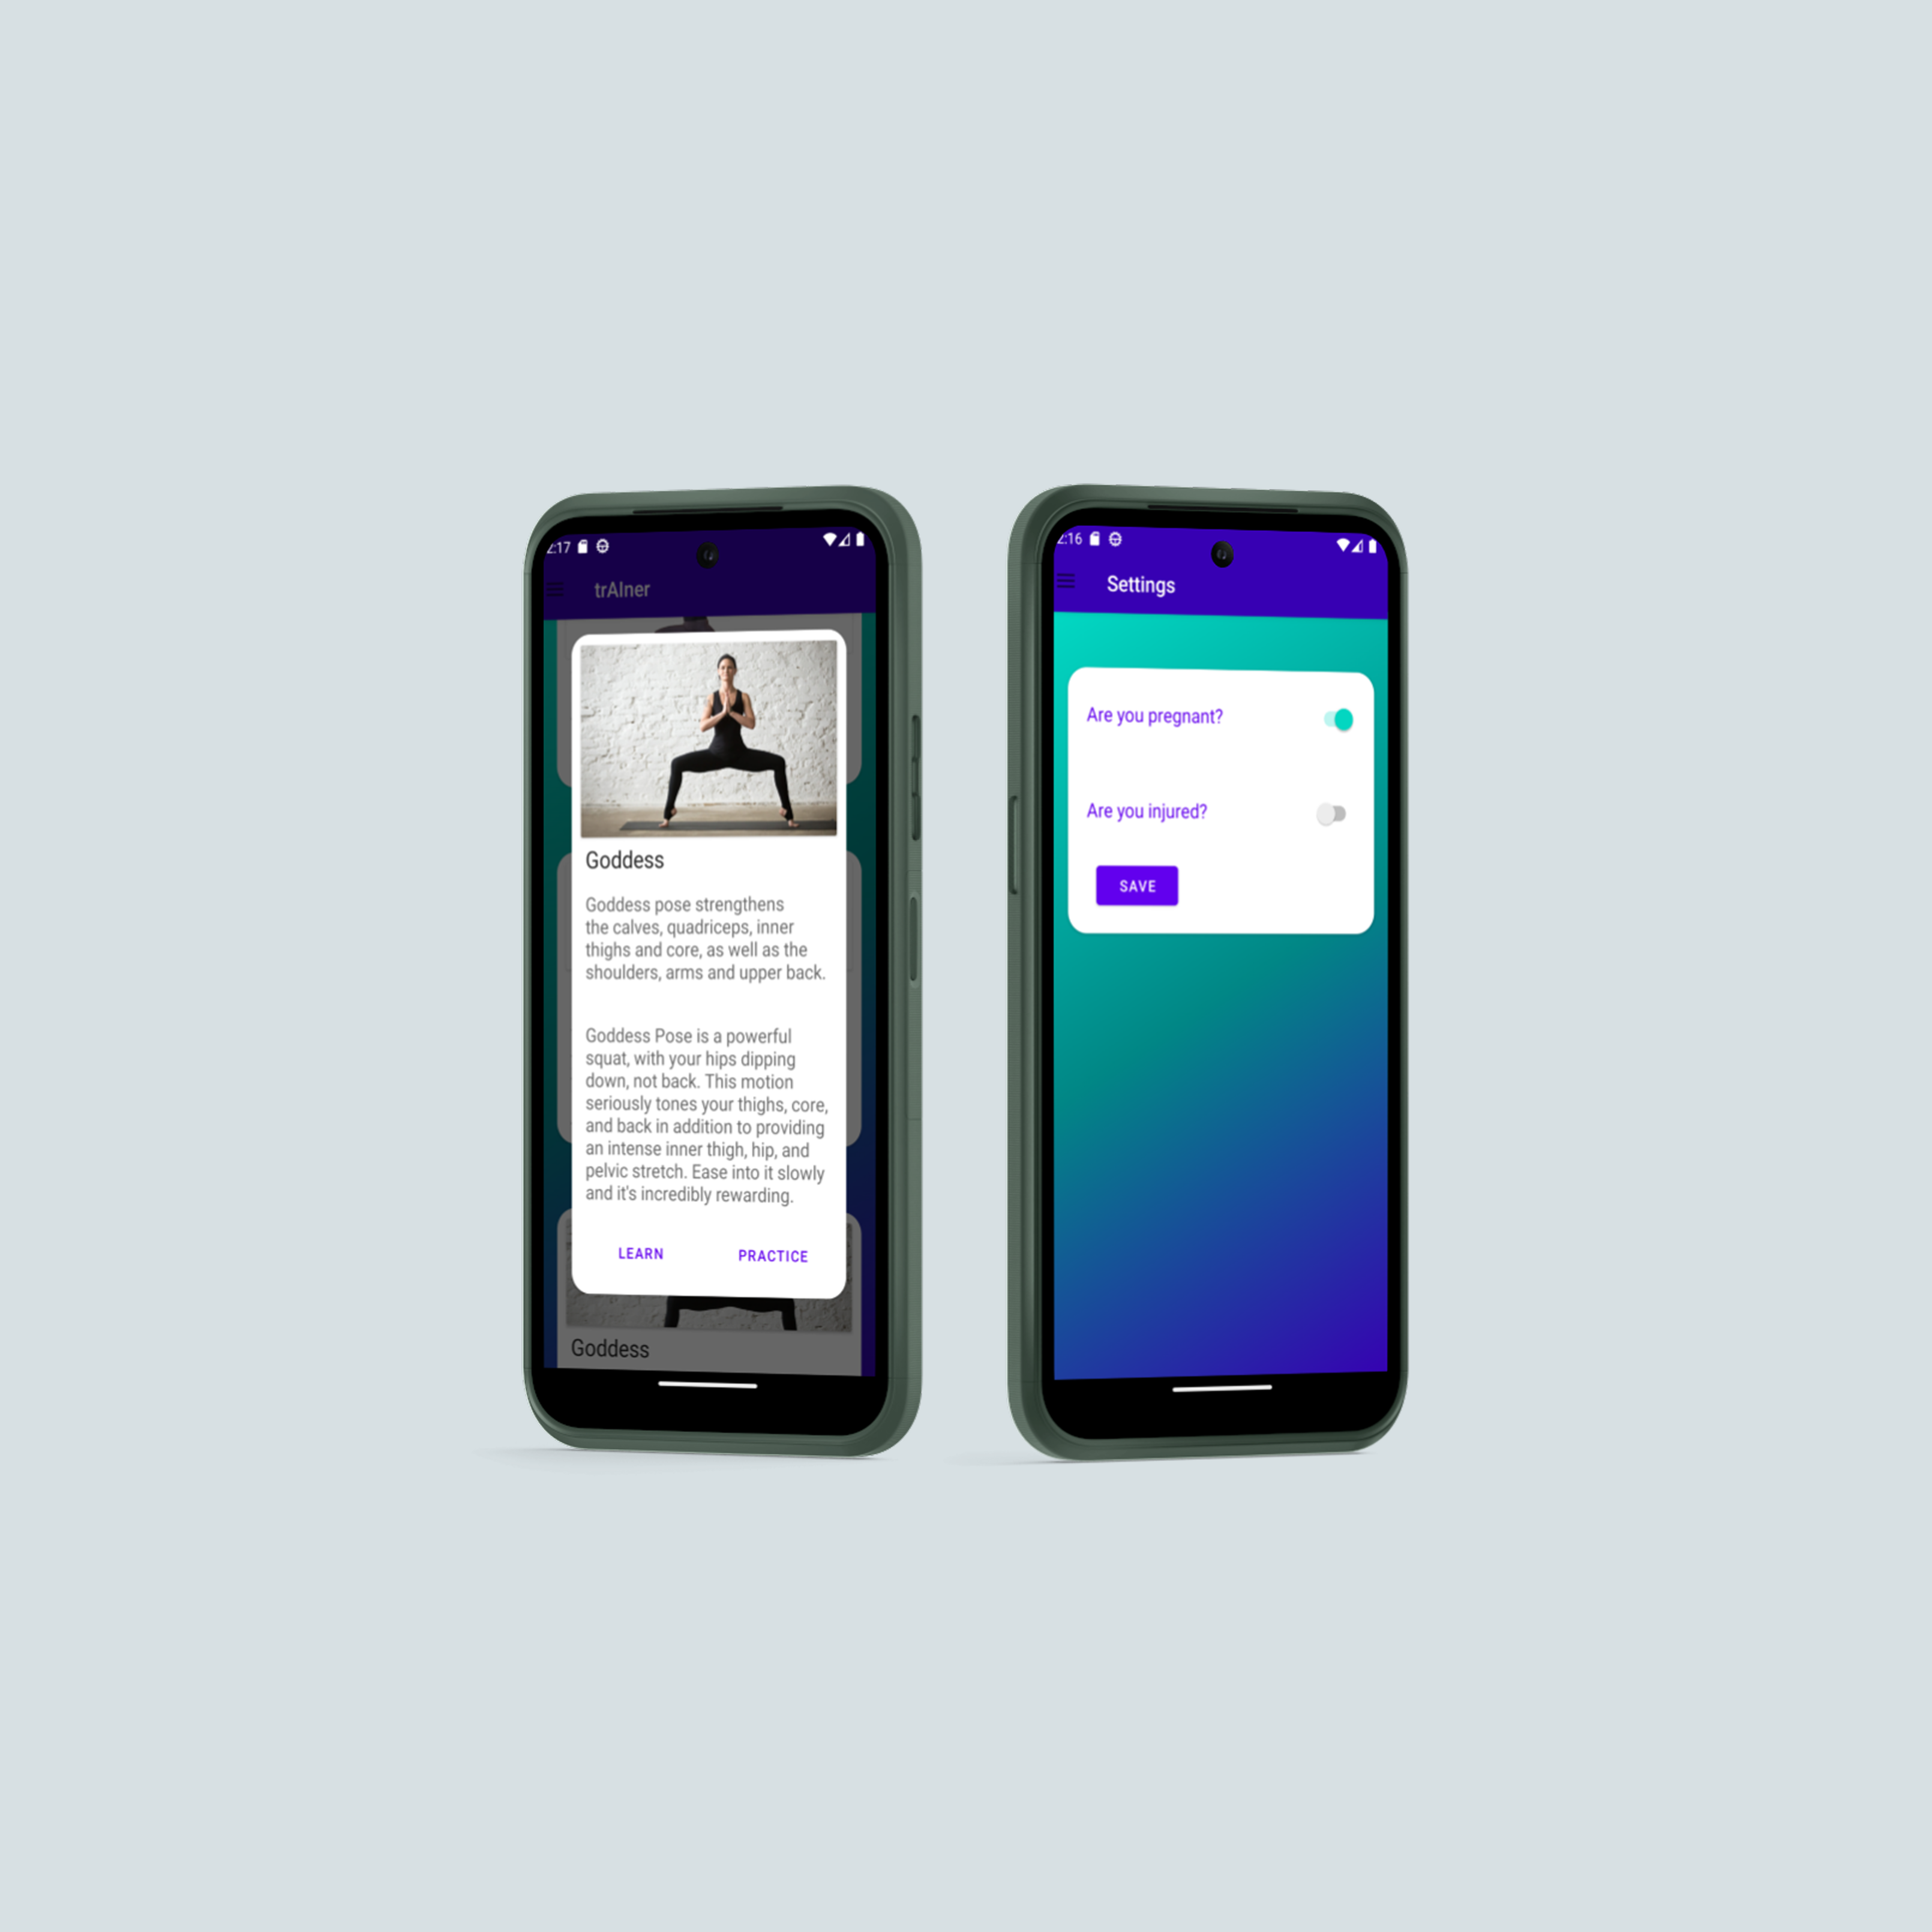 2:17
trAIner
Goddess
Goddess pose strengthens
the calves, quadriceps, inner
thighs and core, as well as the
shoulders, arms and upper back.
Goddess Pose is a powerful
squat, with your hips dipping
down, not back. This motion
seriously tones your thighs, core,
and back in addition to providing
an intense inner thigh, hip, and
pelvic stretch. Ease into it slowly
and it's incredibly rewarding.
LEARN PRACTICE
Goddess
2:16
Settings
Are you pregnant?
Are you injured?
SAVE